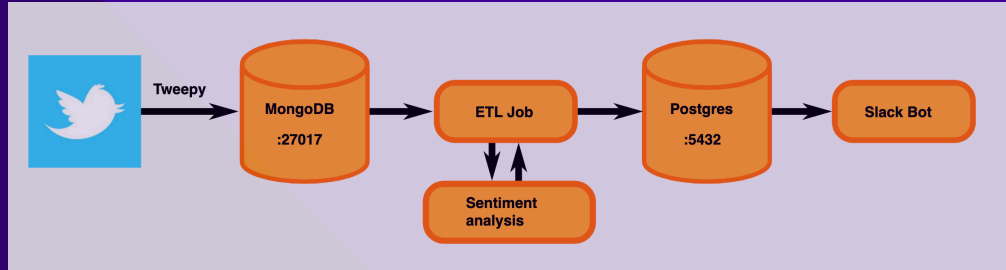 Tweepy
MongoDB
:27017
ETL Job
Postgres
:5432
Slack Bot
Sentiment
analysis